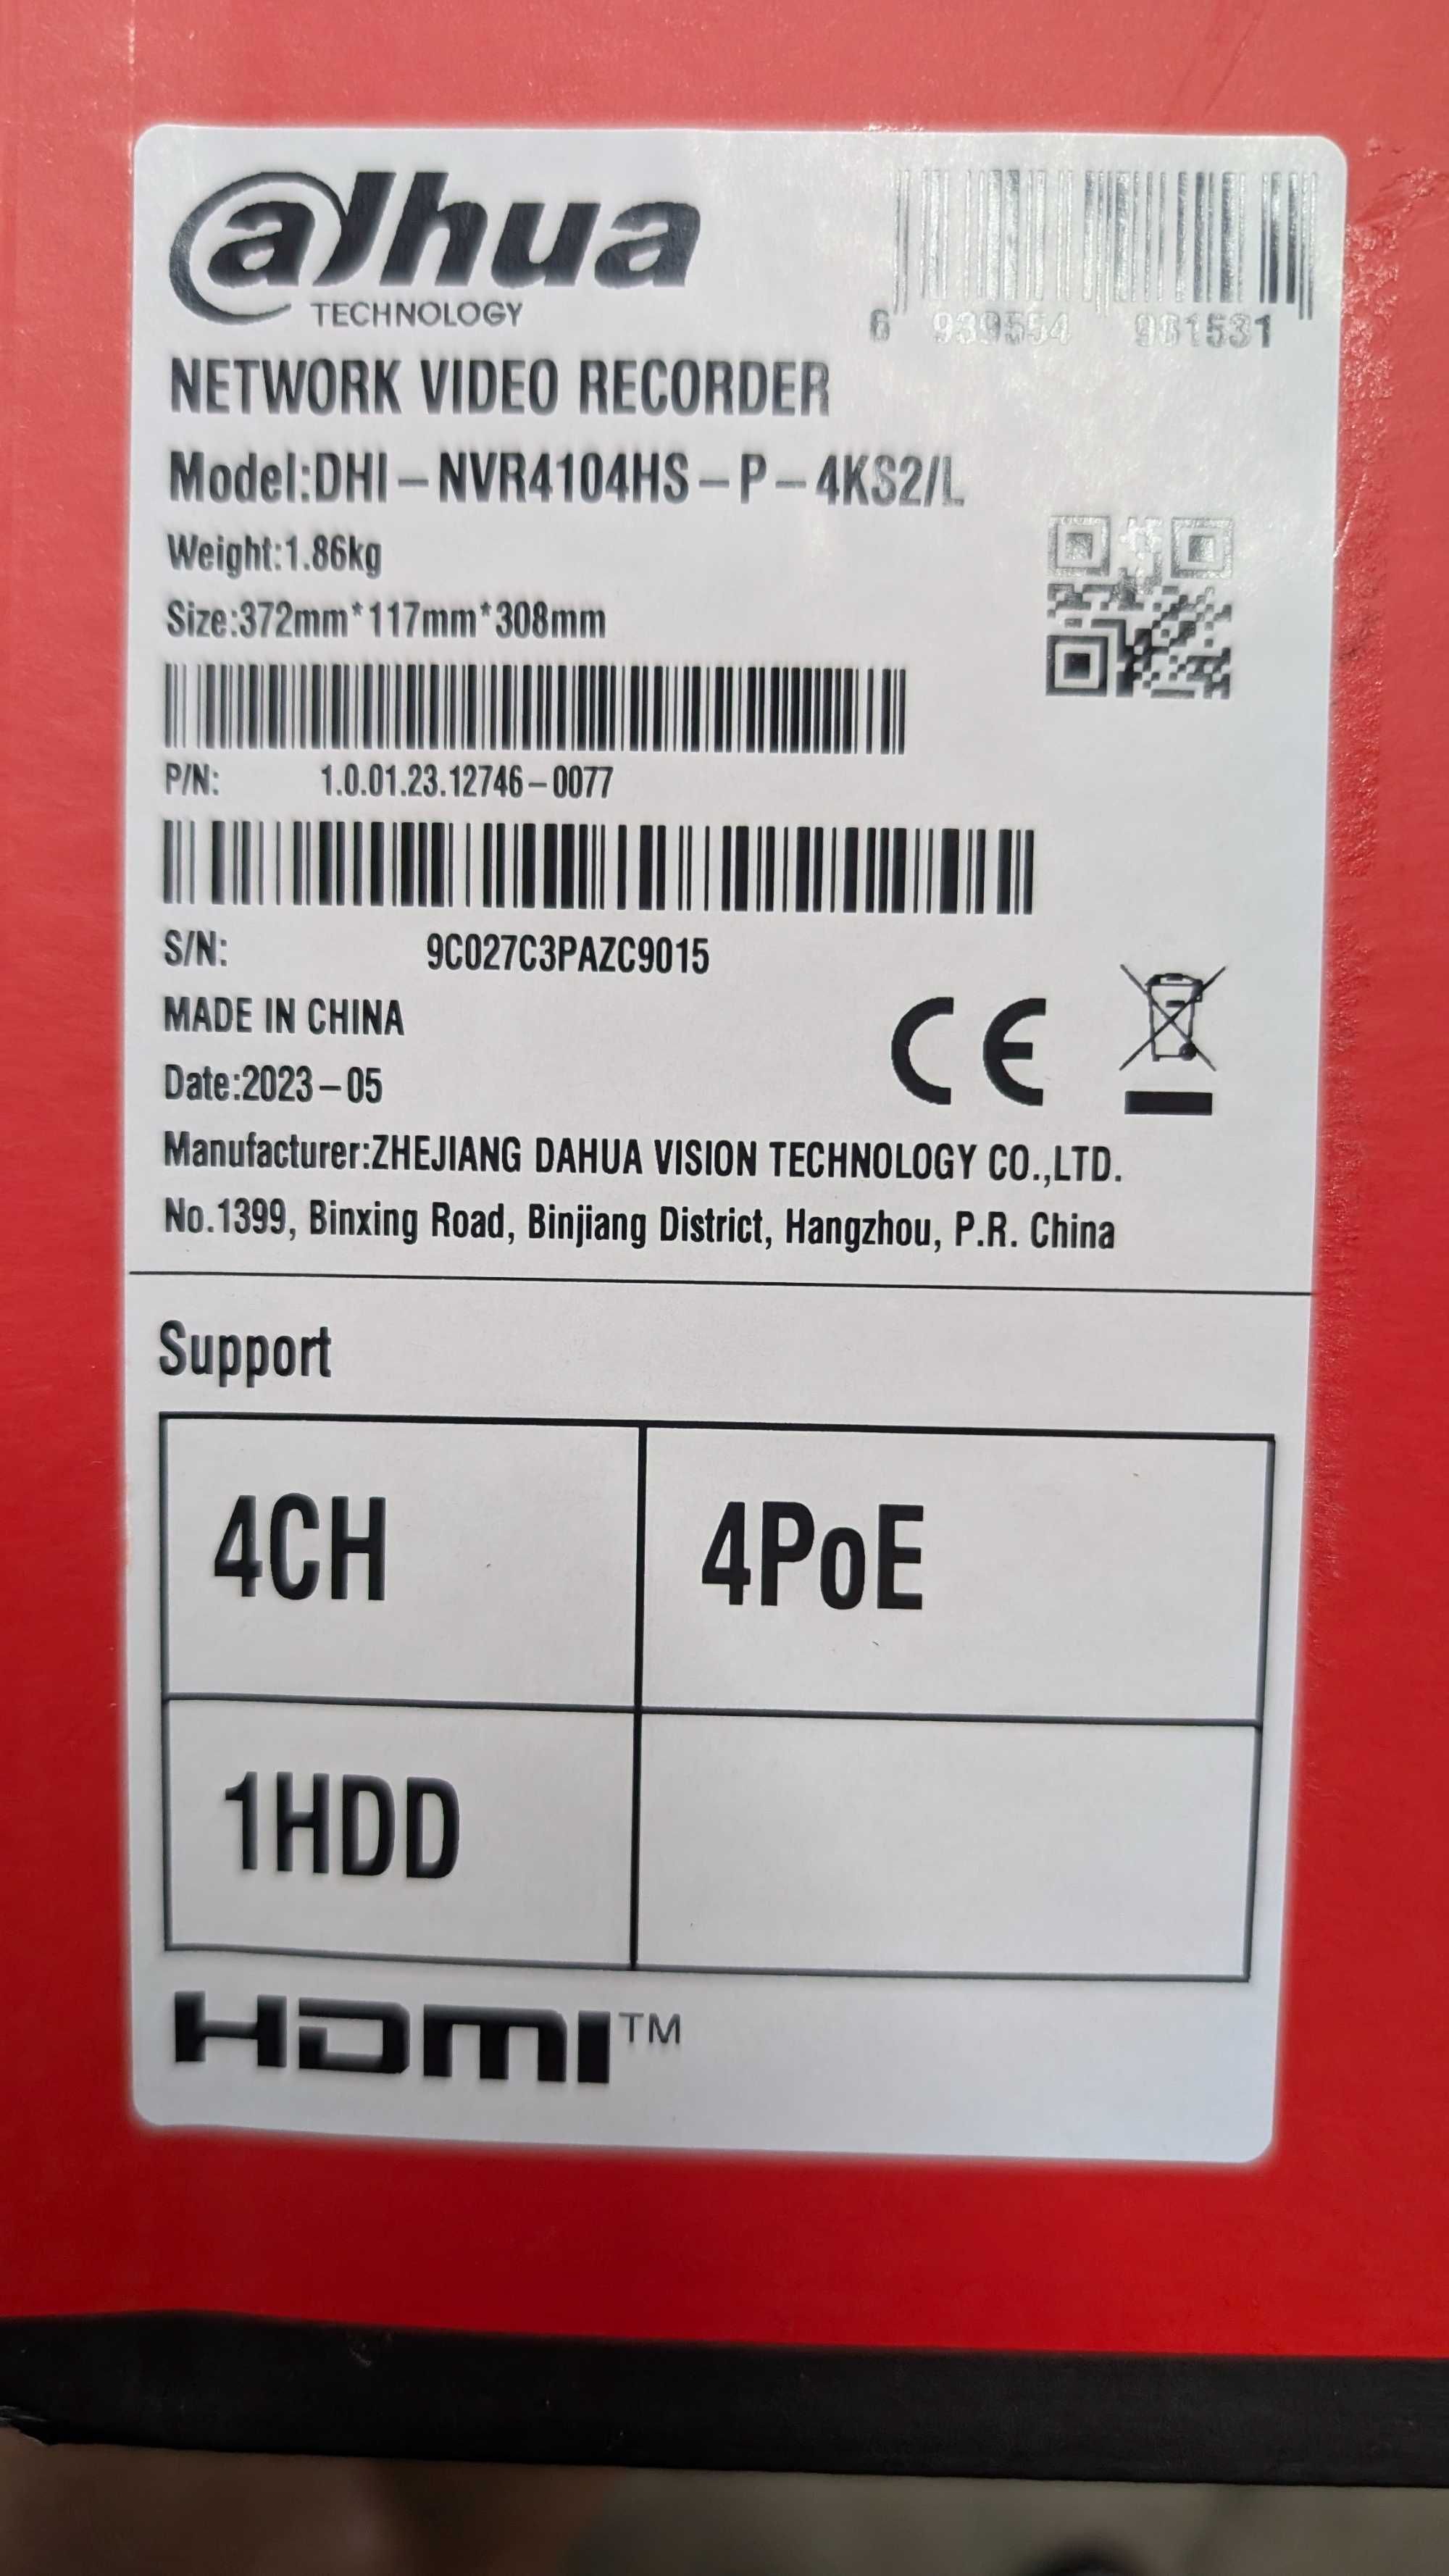 alhua
TECHNOLOGY
6 939554 961531
NETWORK VIDEO RECORDER
Model:DHI-NVR4104HS-P-4KS2/L
Weight:1.86kg
Size:372mm*117mm*308mm
P/N: 1.0.01.23.12746-0077
S/N: 9C027C3PAZC9015
MADE IN CHINA
CE
Date:2023-05
Manufacturer:ZHEJIANG DAHUA VISION TECHNOLOGY CO.,LTD.
No.1399, Binxing Road, Binjiang District, Hangzhou, P.R. China
Support
4CH 4PoE
1HDD
HDMI™